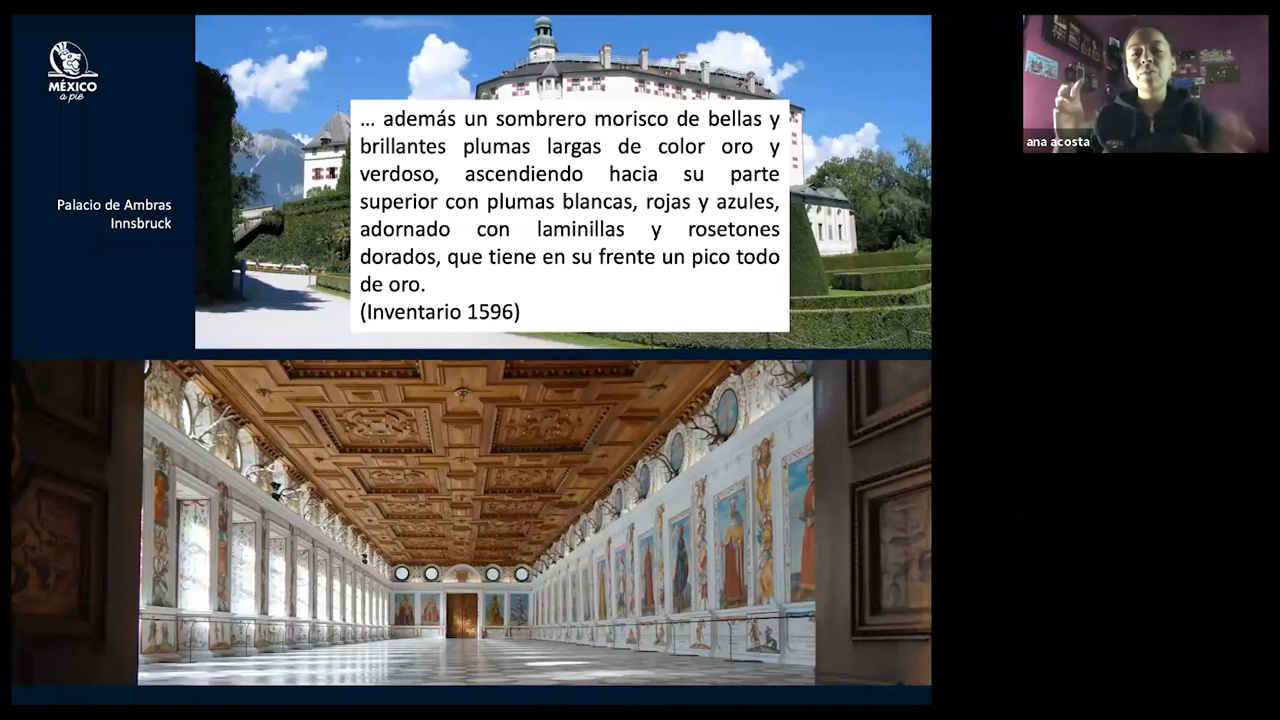 MÉXICO
a pie
Palacio de Ambras
Innsbruck
... además un sombrero morisco de bellas y
brillantes plumas largas de color oro y
verdoso, ascendiendo hacia su parte
superior con plumas blancas, rojas y azules,
adornado con laminillas y rosetones
dorados, que tiene en su frente un pico todo
de oro.
(Inventario 1596)
ana acosta